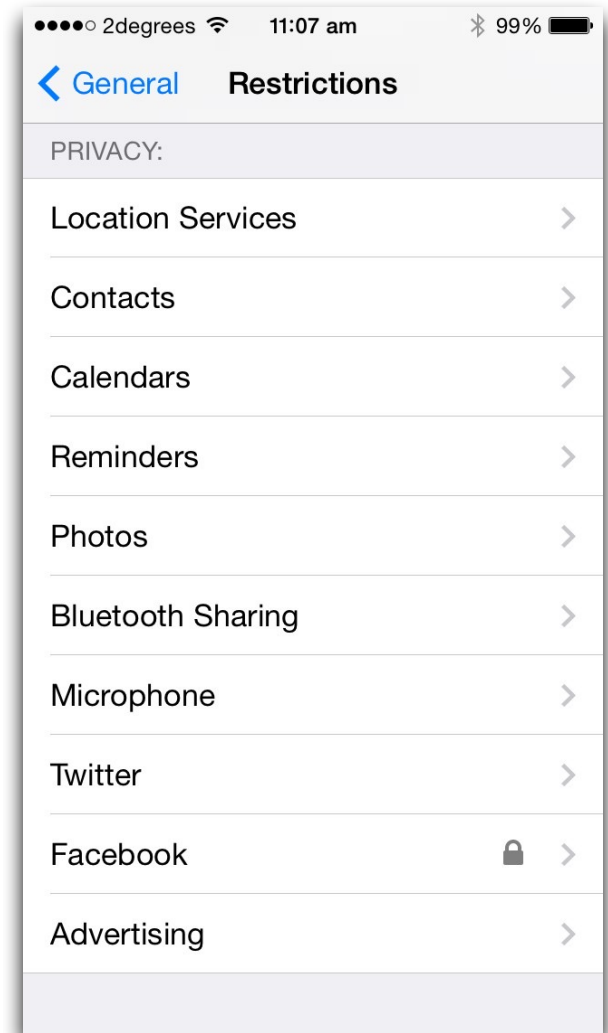 2degrees 11:07 am 99%
General Restrictions
PRIVACY:
Location Services
Contacts
Calendars
Reminders
Photos
Bluetooth Sharing
Microphone
Twitter
Facebook
Advertising